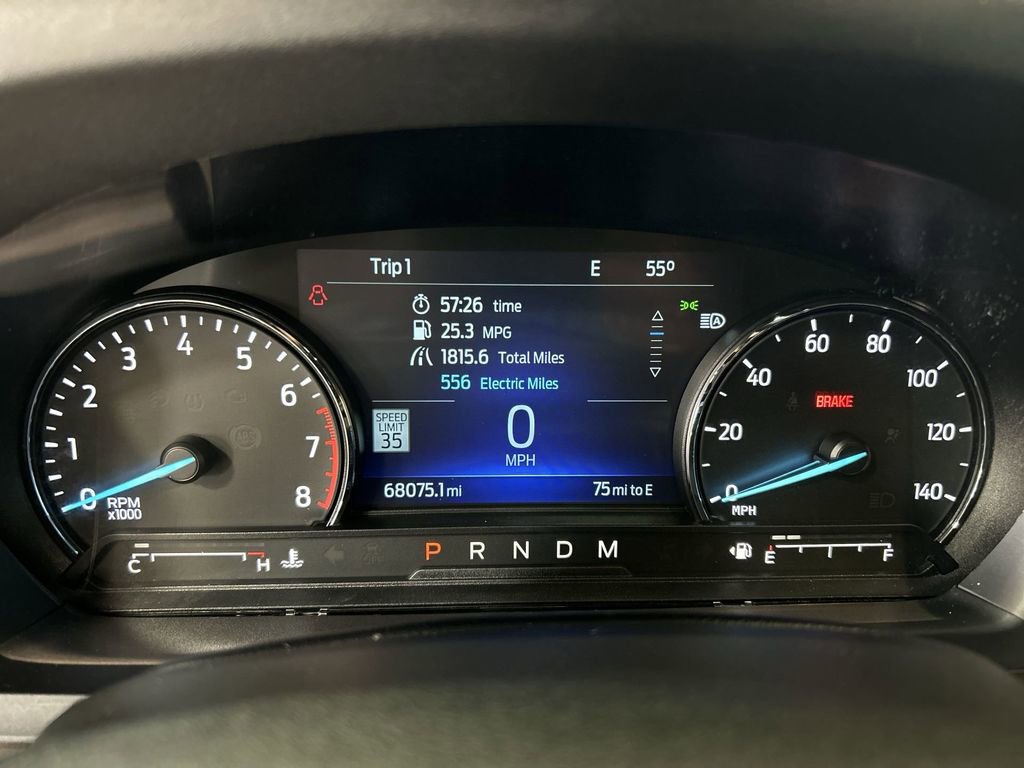 Trip 1 E 55º
57:26 time
25.3 MPG
1815.6 Total Miles
556 Electric Miles
SPEED
LIMIT
35
0
MPH
68075.1 mi 75 mi to E
0 1 2 3 4 5 6 7 8
RPM
x1000
0 20 40 60 80 100 120 140
MPH
BRAKE
A
ABS
C H
P R N D M
E F